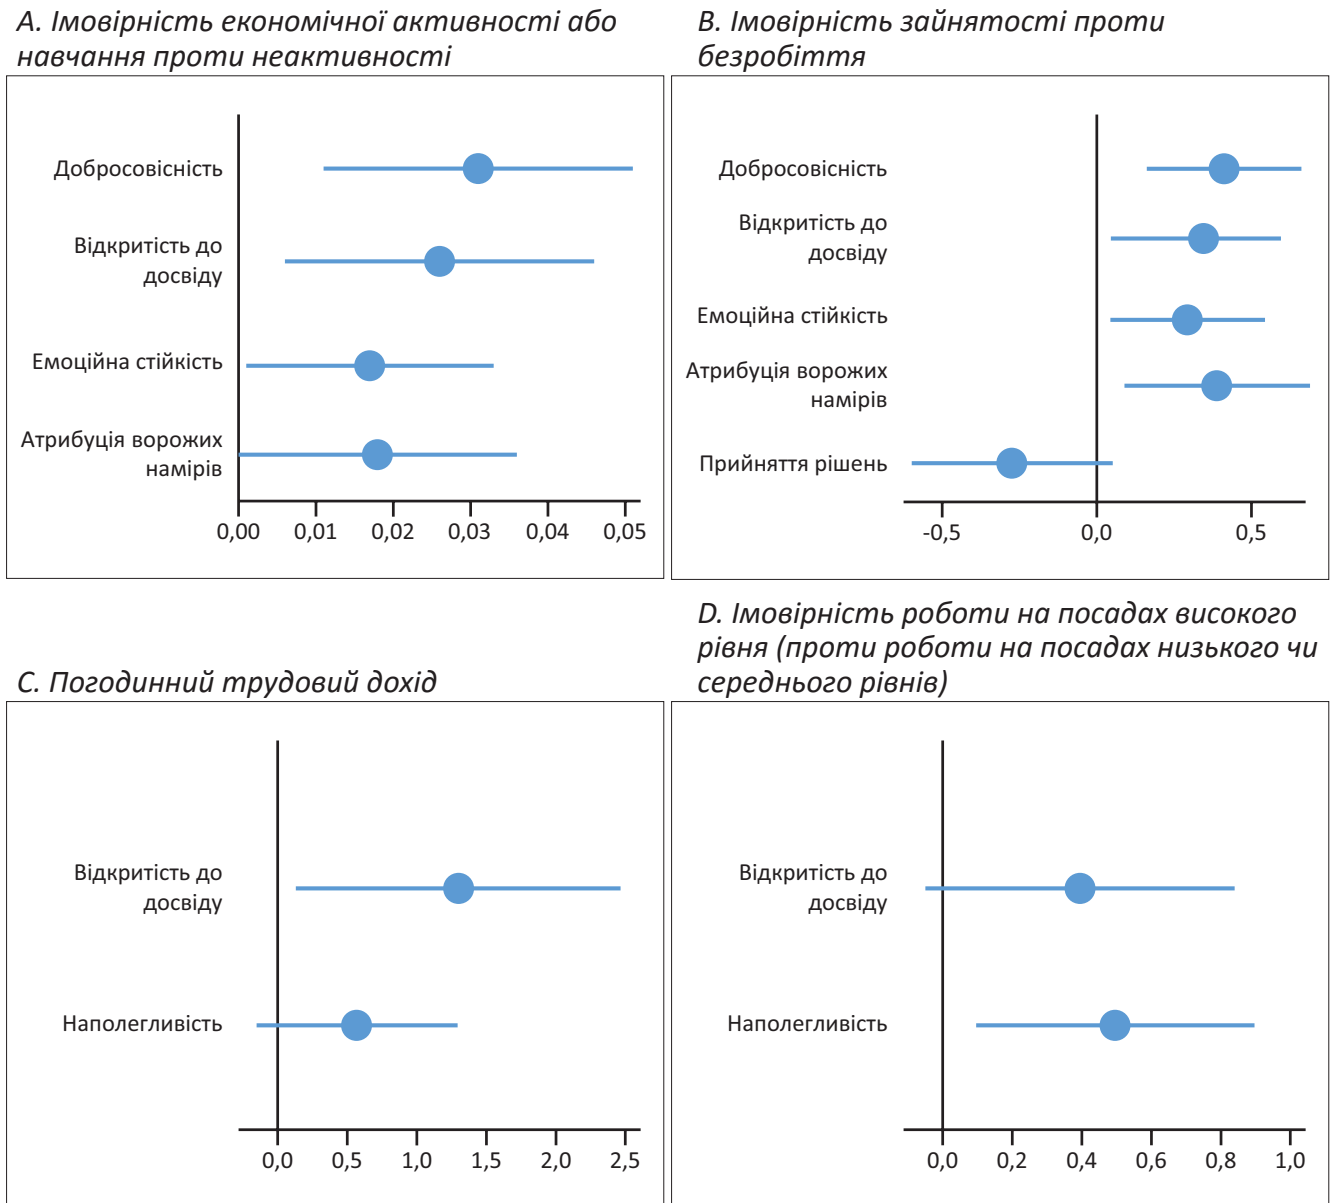 A. Імовірність економічної активності або
навчання проти неактивності
Добросовісність
Відкритість до
досвіду
Емоційна стійкість
Атрибуція ворожих
намірів
0,00 0,01 0,02 0,03 0,04 0,05
B. Імовірність зайнятості проти
безробіття
Добросовісність
Відкритість до
досвіду
Емоційна стійкість
Атрибуція ворожих
намірів
Прийняття рішень
-0,5 0,0 0,5
C. Погодинний трудовий дохід
Відкритість до
досвіду
Наполегливість
0,0 0,5 1,0 1,5 2,0 2,5
D. Імовірність роботи на посадах високого
рівня (проти роботи на посадах низького чи
середнього рівнів)
Відкритість до
досвіду
Наполегливість
0,0 0,2 0,4 0,6 0,8 1,0